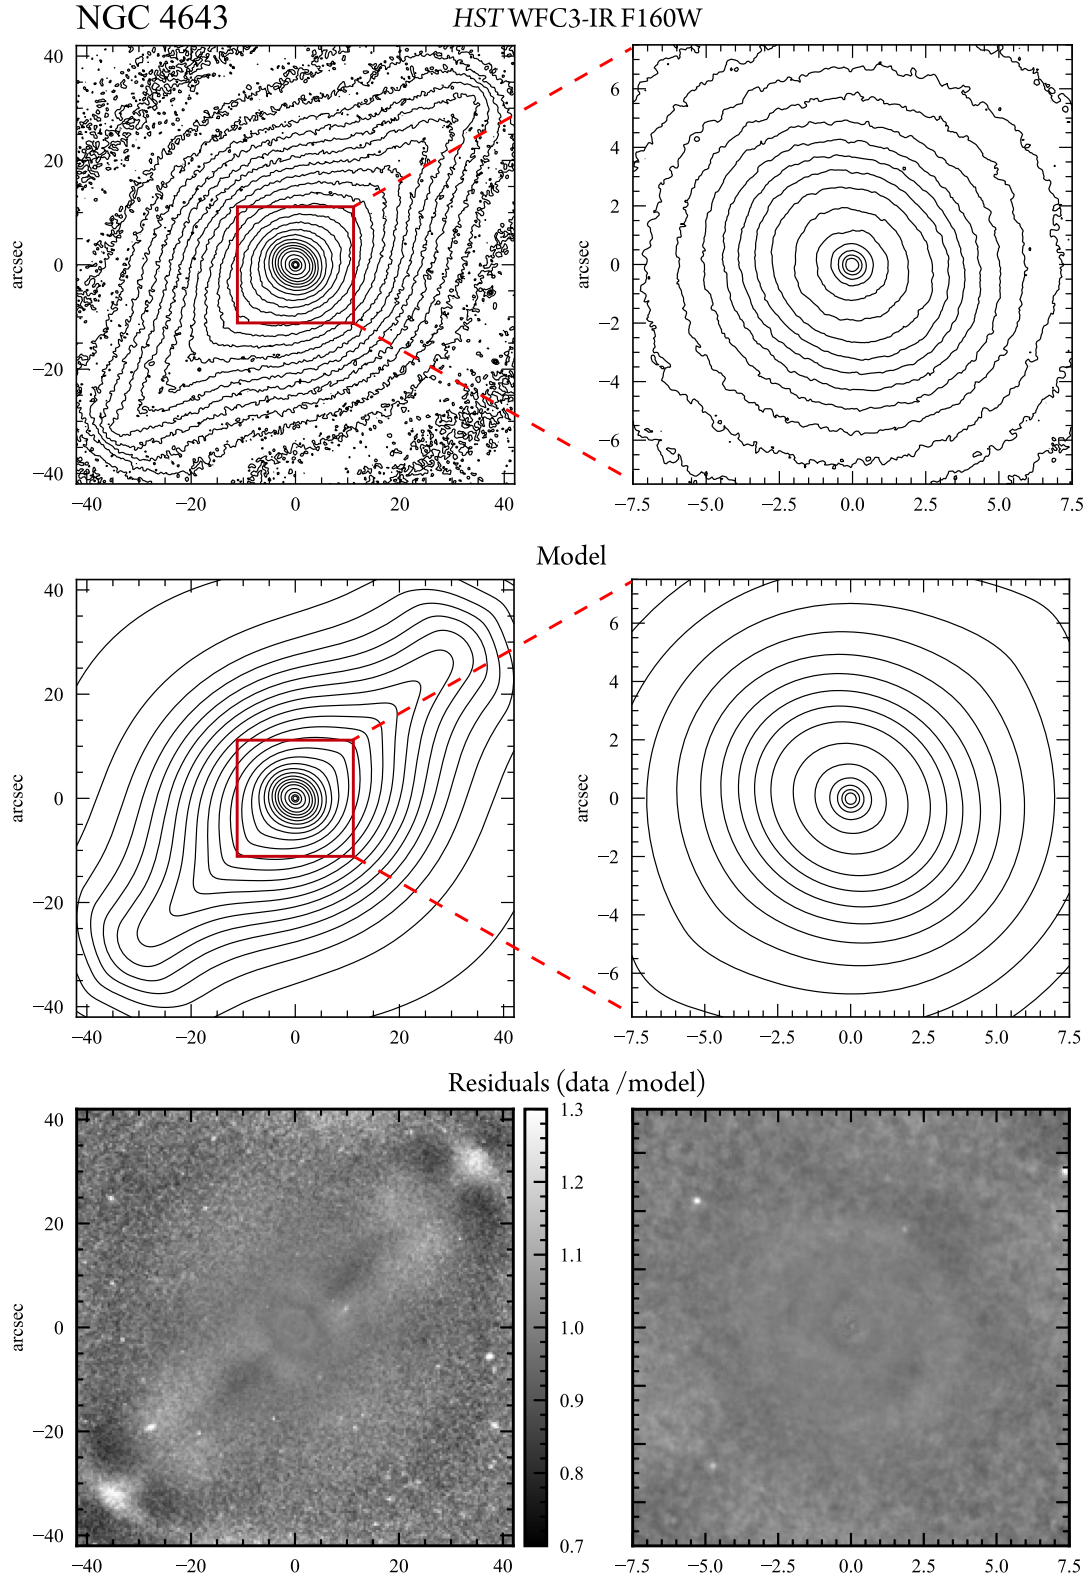 NGC 4643
HST WFC3-IR F160W
40
20
0
−20
−40
arcsec
−40 −20 0 20 40
6
4
2
0
−2
−4
−6
arcsec
−7.5 −5.0 −2.5 0.0 2.5 5.0 7.5
Model
40
20
0
−20
−40
arcsec
−40 −20 0 20 40
6
4
2
0
−2
−4
−6
arcsec
−7.5 −5.0 −2.5 0.0 2.5 5.0 7.5
Residuals (data /model)
40
20
0
−20
−40
arcsec
−40 −20 0 20 40
1.3
1.2
1.1
1.0
0.9
0.8
0.7
−7.5 −5.0 −2.5 0.0 2.5 5.0 7.5